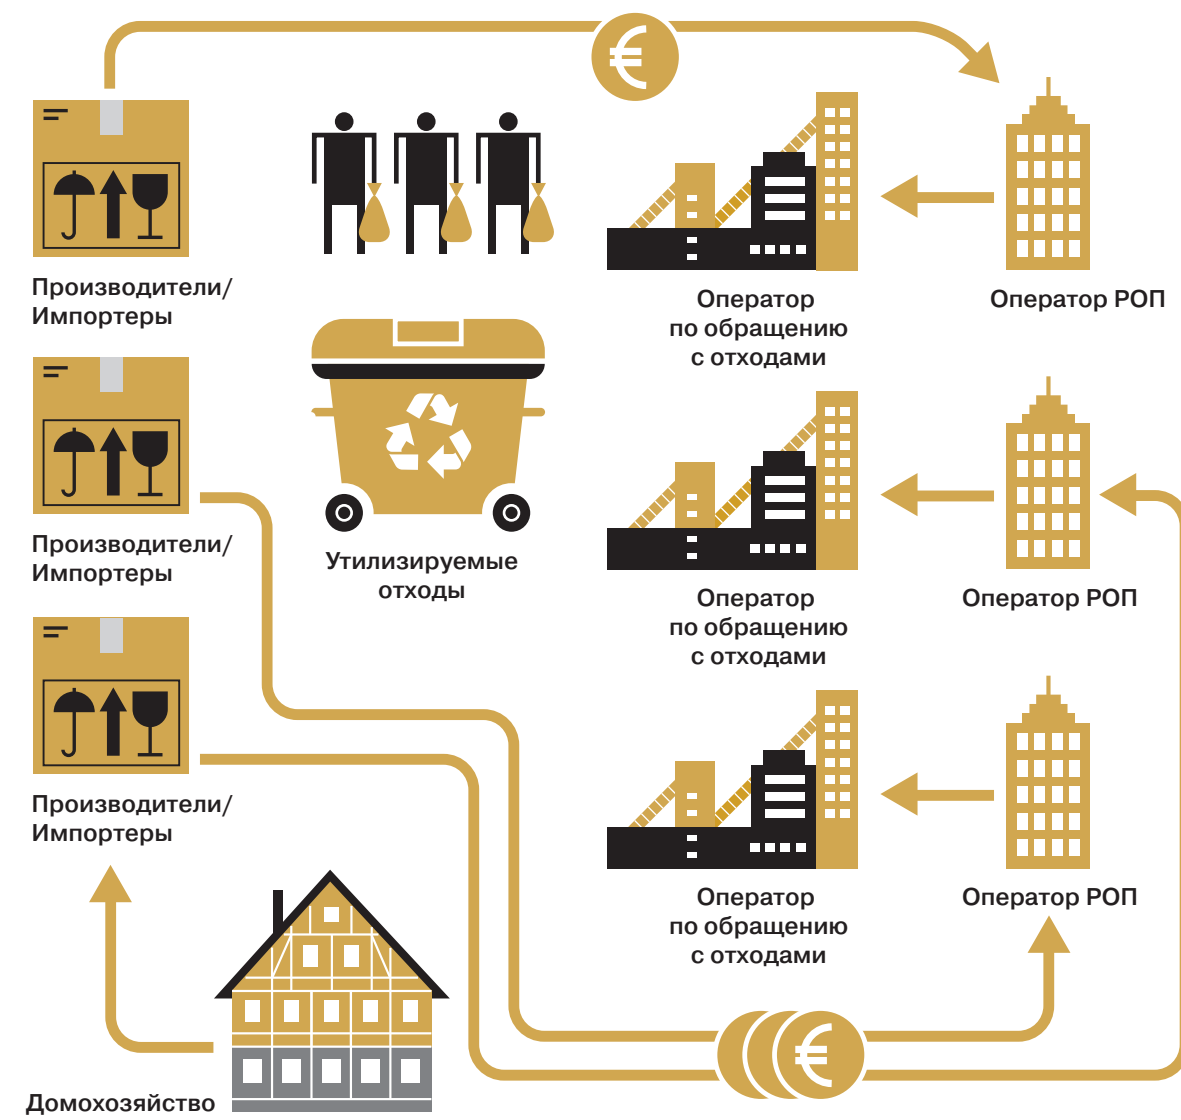 €
Производители/
Импортеры
Оператор
по обращению
с отходами
Оператор РОП
Производители/
Импортеры
Утилизируемые
отходы
Оператор
по обращению
с отходами
Оператор РОП
Производители/
Импортеры
Оператор
по обращению
с отходами
Оператор РОП
€
Домохозяйство